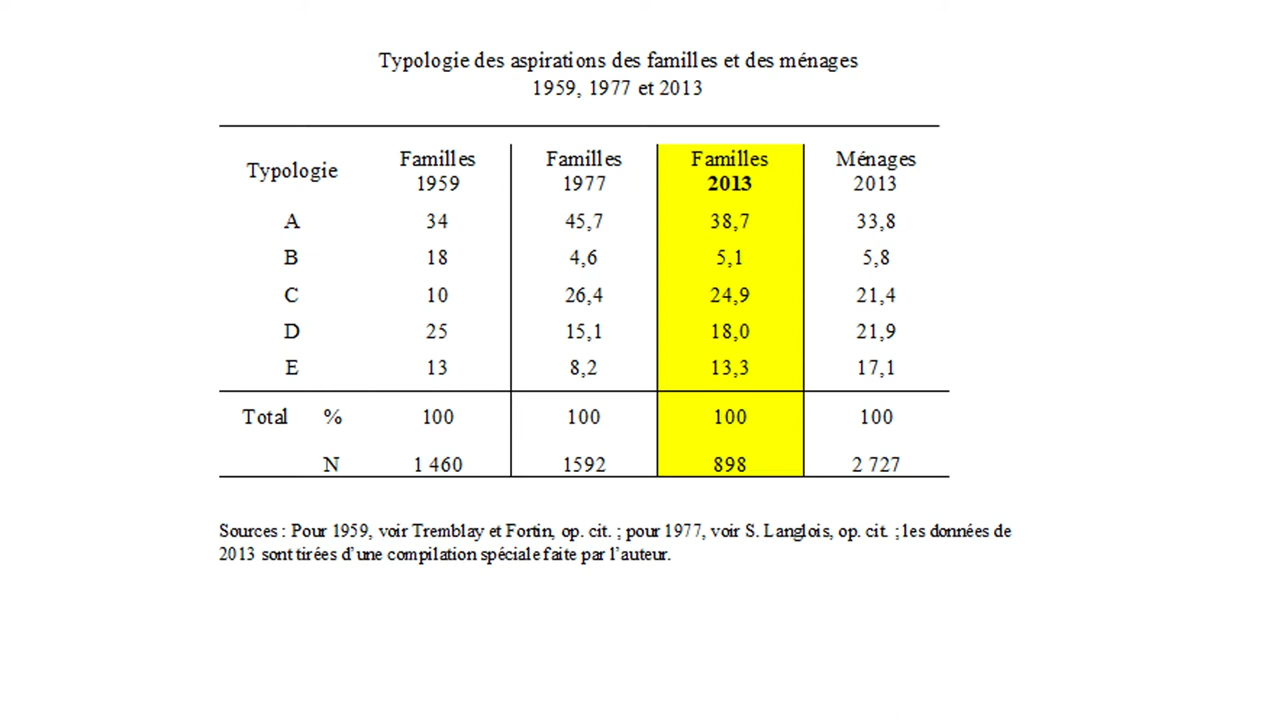 Typologie des aspirations des familles et des ménages
1959, 1977 et 2013
Typologie Familles 1959 Familles 1977 Familles 2013 Ménages 2013
A 34 45,7 38,7 33,8
B 18 4,6 5,1 5,8
C 10 26,4 24,9 21,4
D 25 15,1 18,0 21,9
E 13 8,2 13,3 17,1
Total % 100 100 100 100
N 1 460 1592 898 2 727
Sources : Pour 1959, voir Tremblay et Fortin, op. cit. ; pour 1977, voir S. Langlois, op. cit. ; les données de
2013 sont tirées d’une compilation spéciale faite par l’auteur.